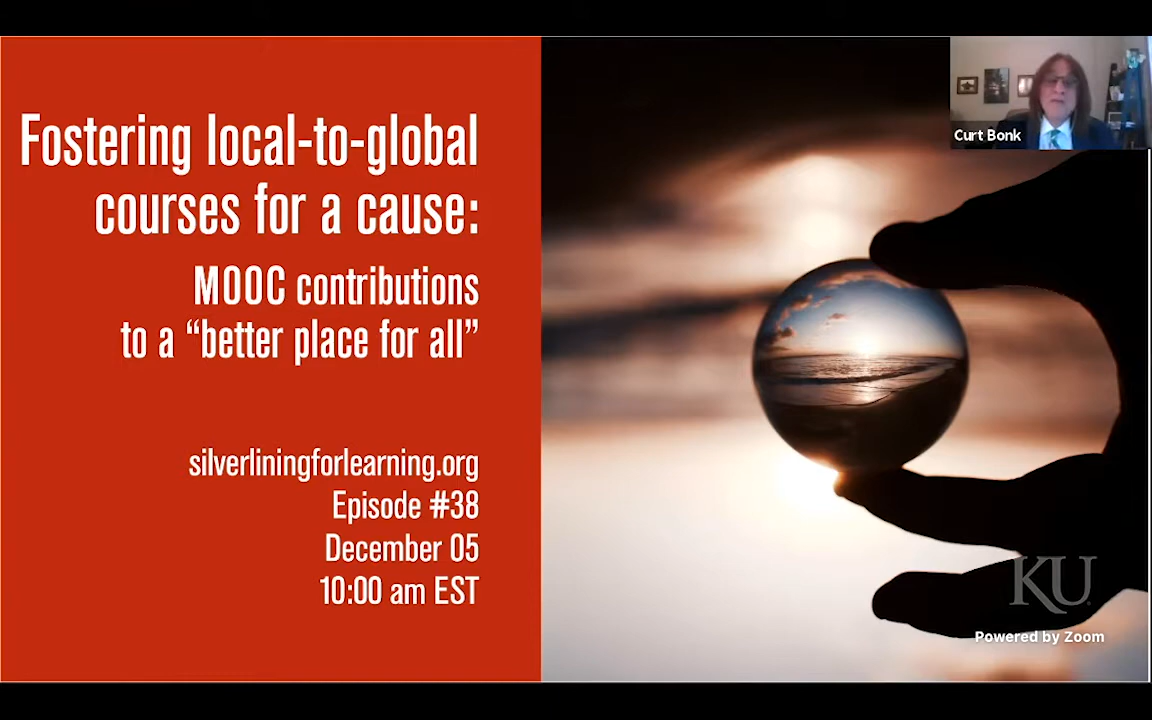 Fostering local-to-global
courses for a cause:
MOOC contributions
to a “better place for all”
silverliningforlearning.org
Episode #38
December 05
10:00 am EST
Curt Bonk
KU
Powered by Zoom